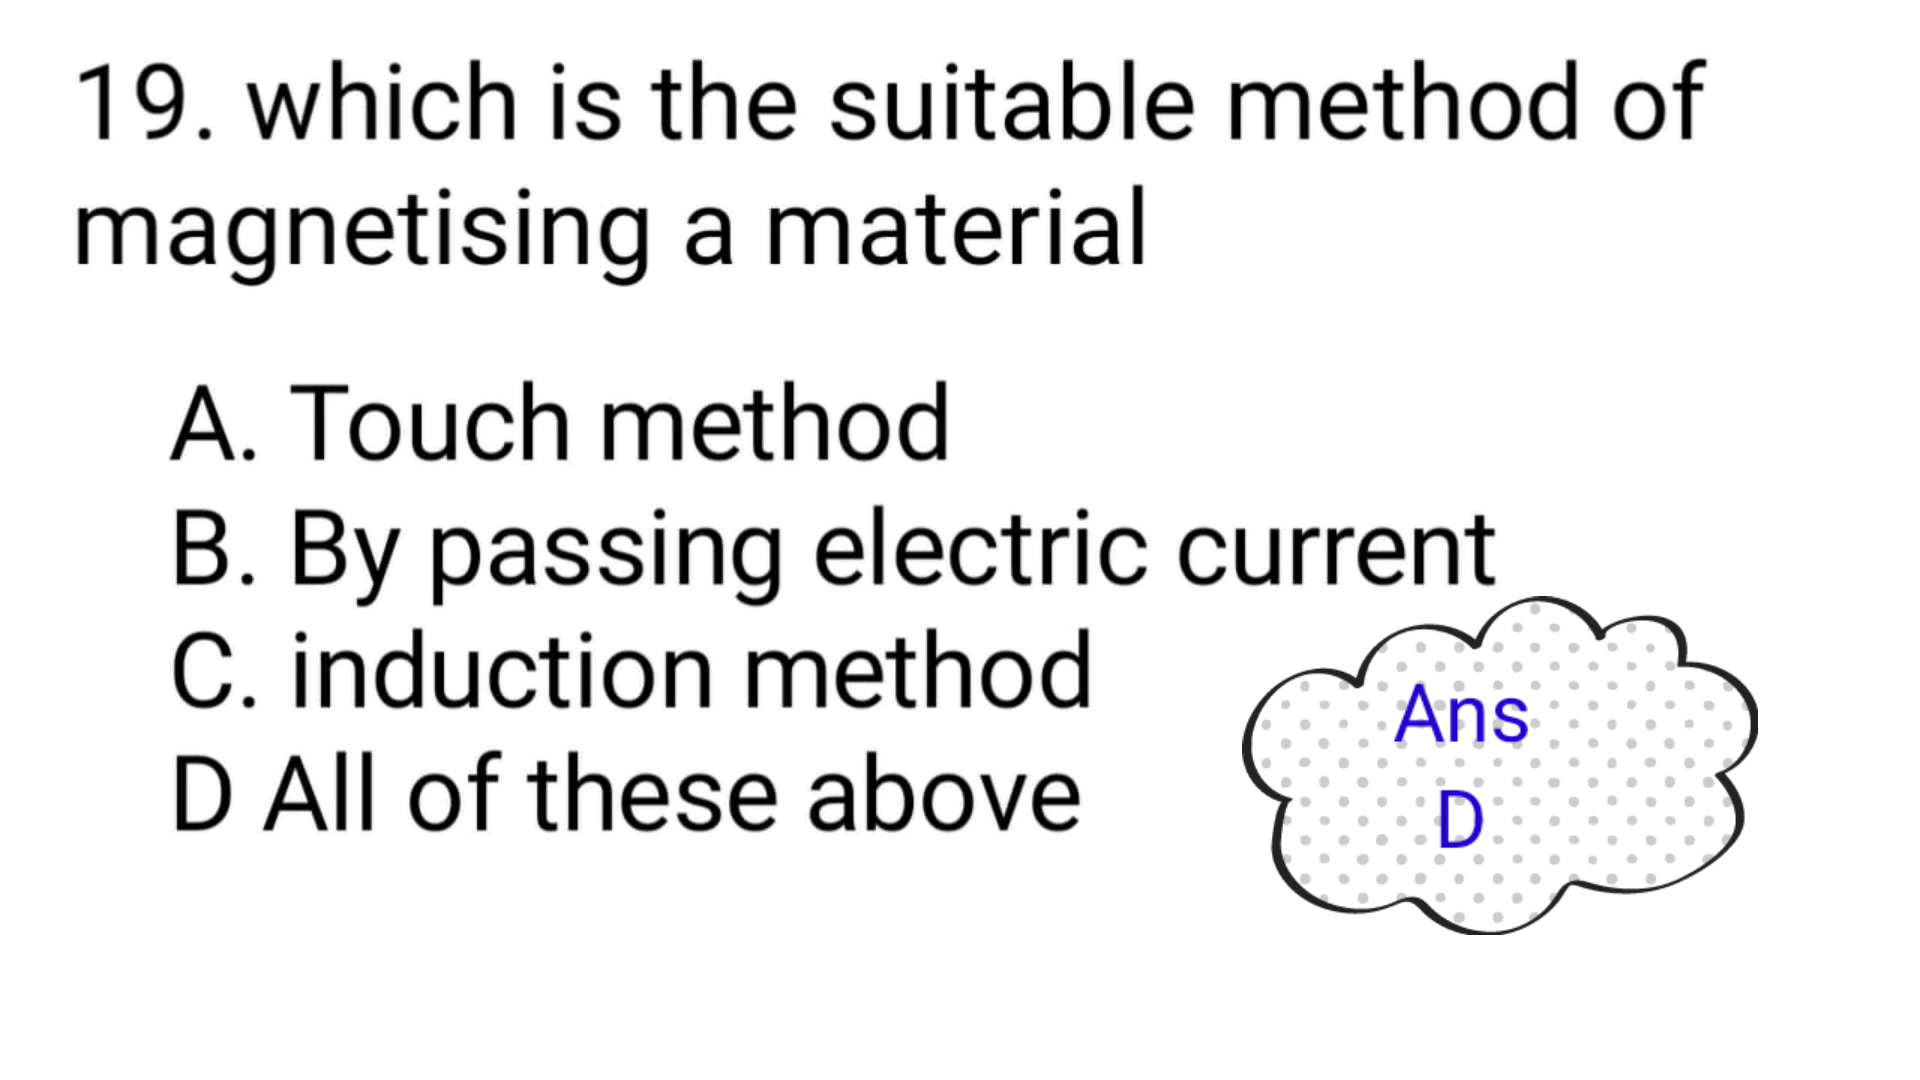 19. which is the suitable method of
magnetising a material
A. Touch method
B. By passing electric current
C. induction method
D All of these above
Ans
D